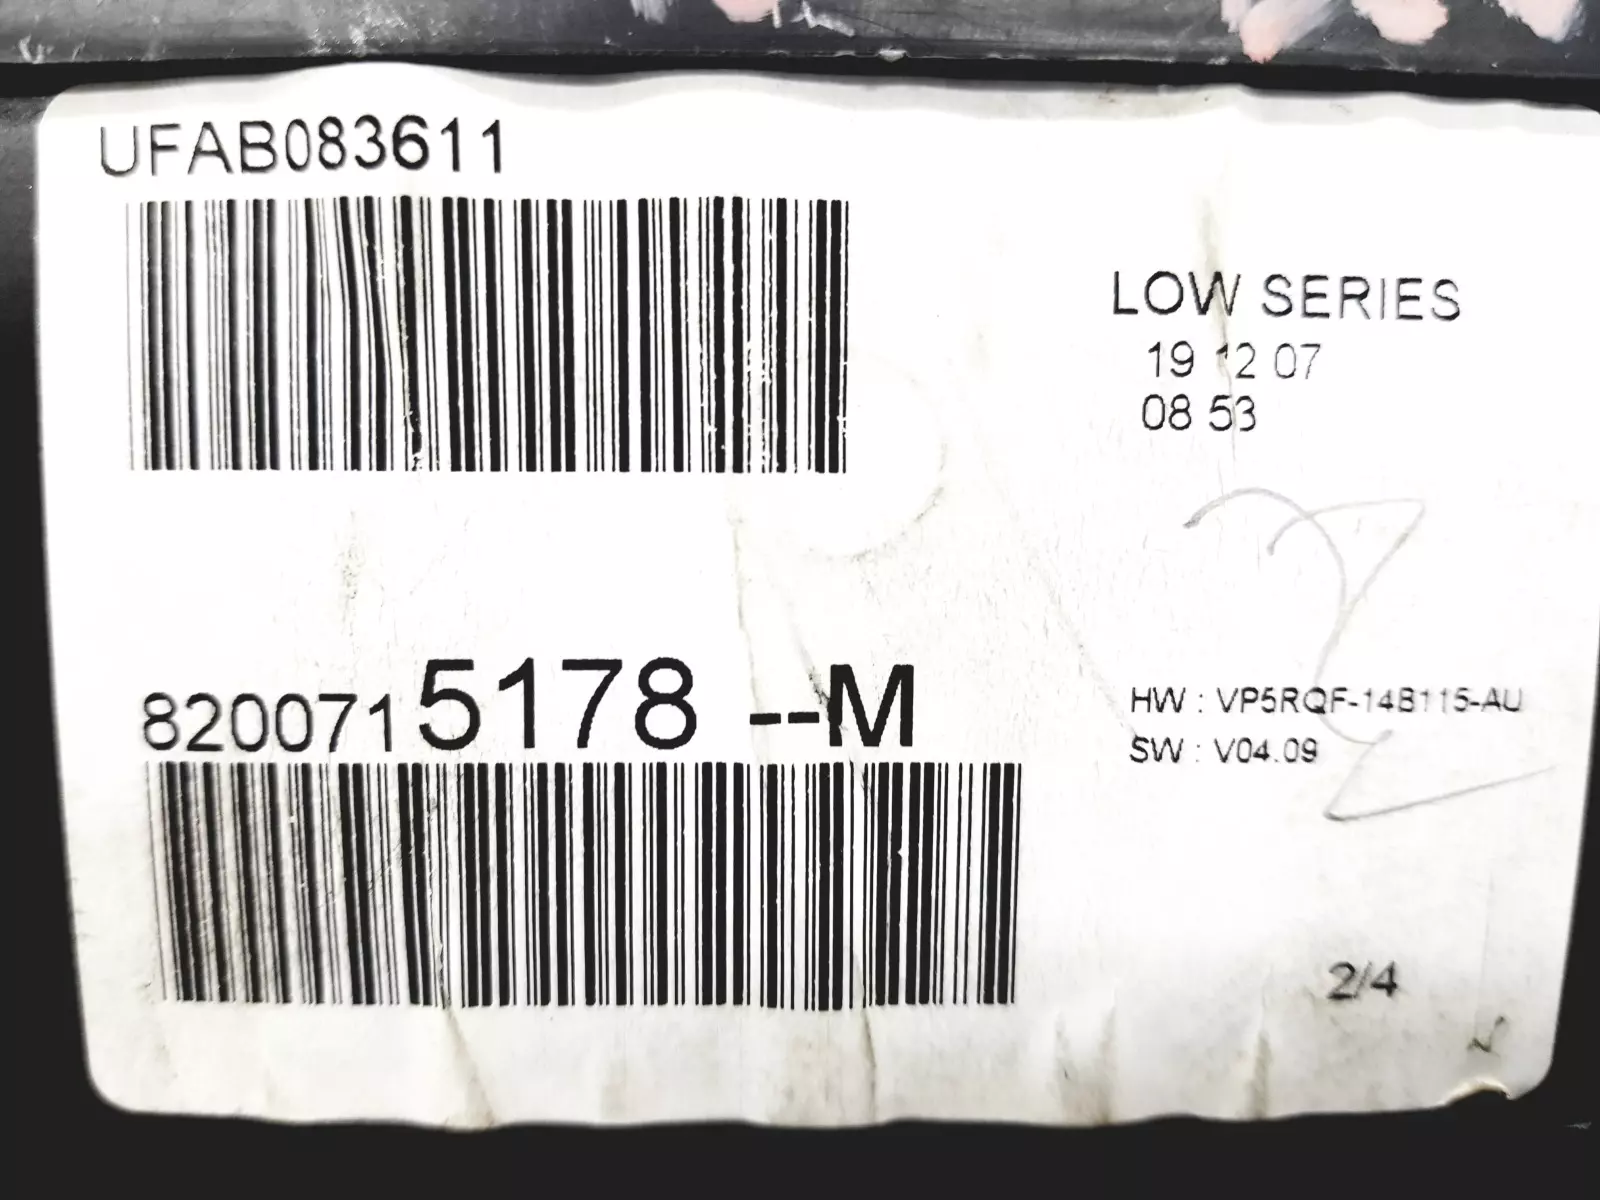 UFAB083611
LOW SERIES
19 12 07
08 53
8200715178 --M
HW : VP5RQF-14B115-AU
SW : V04.09
2/4